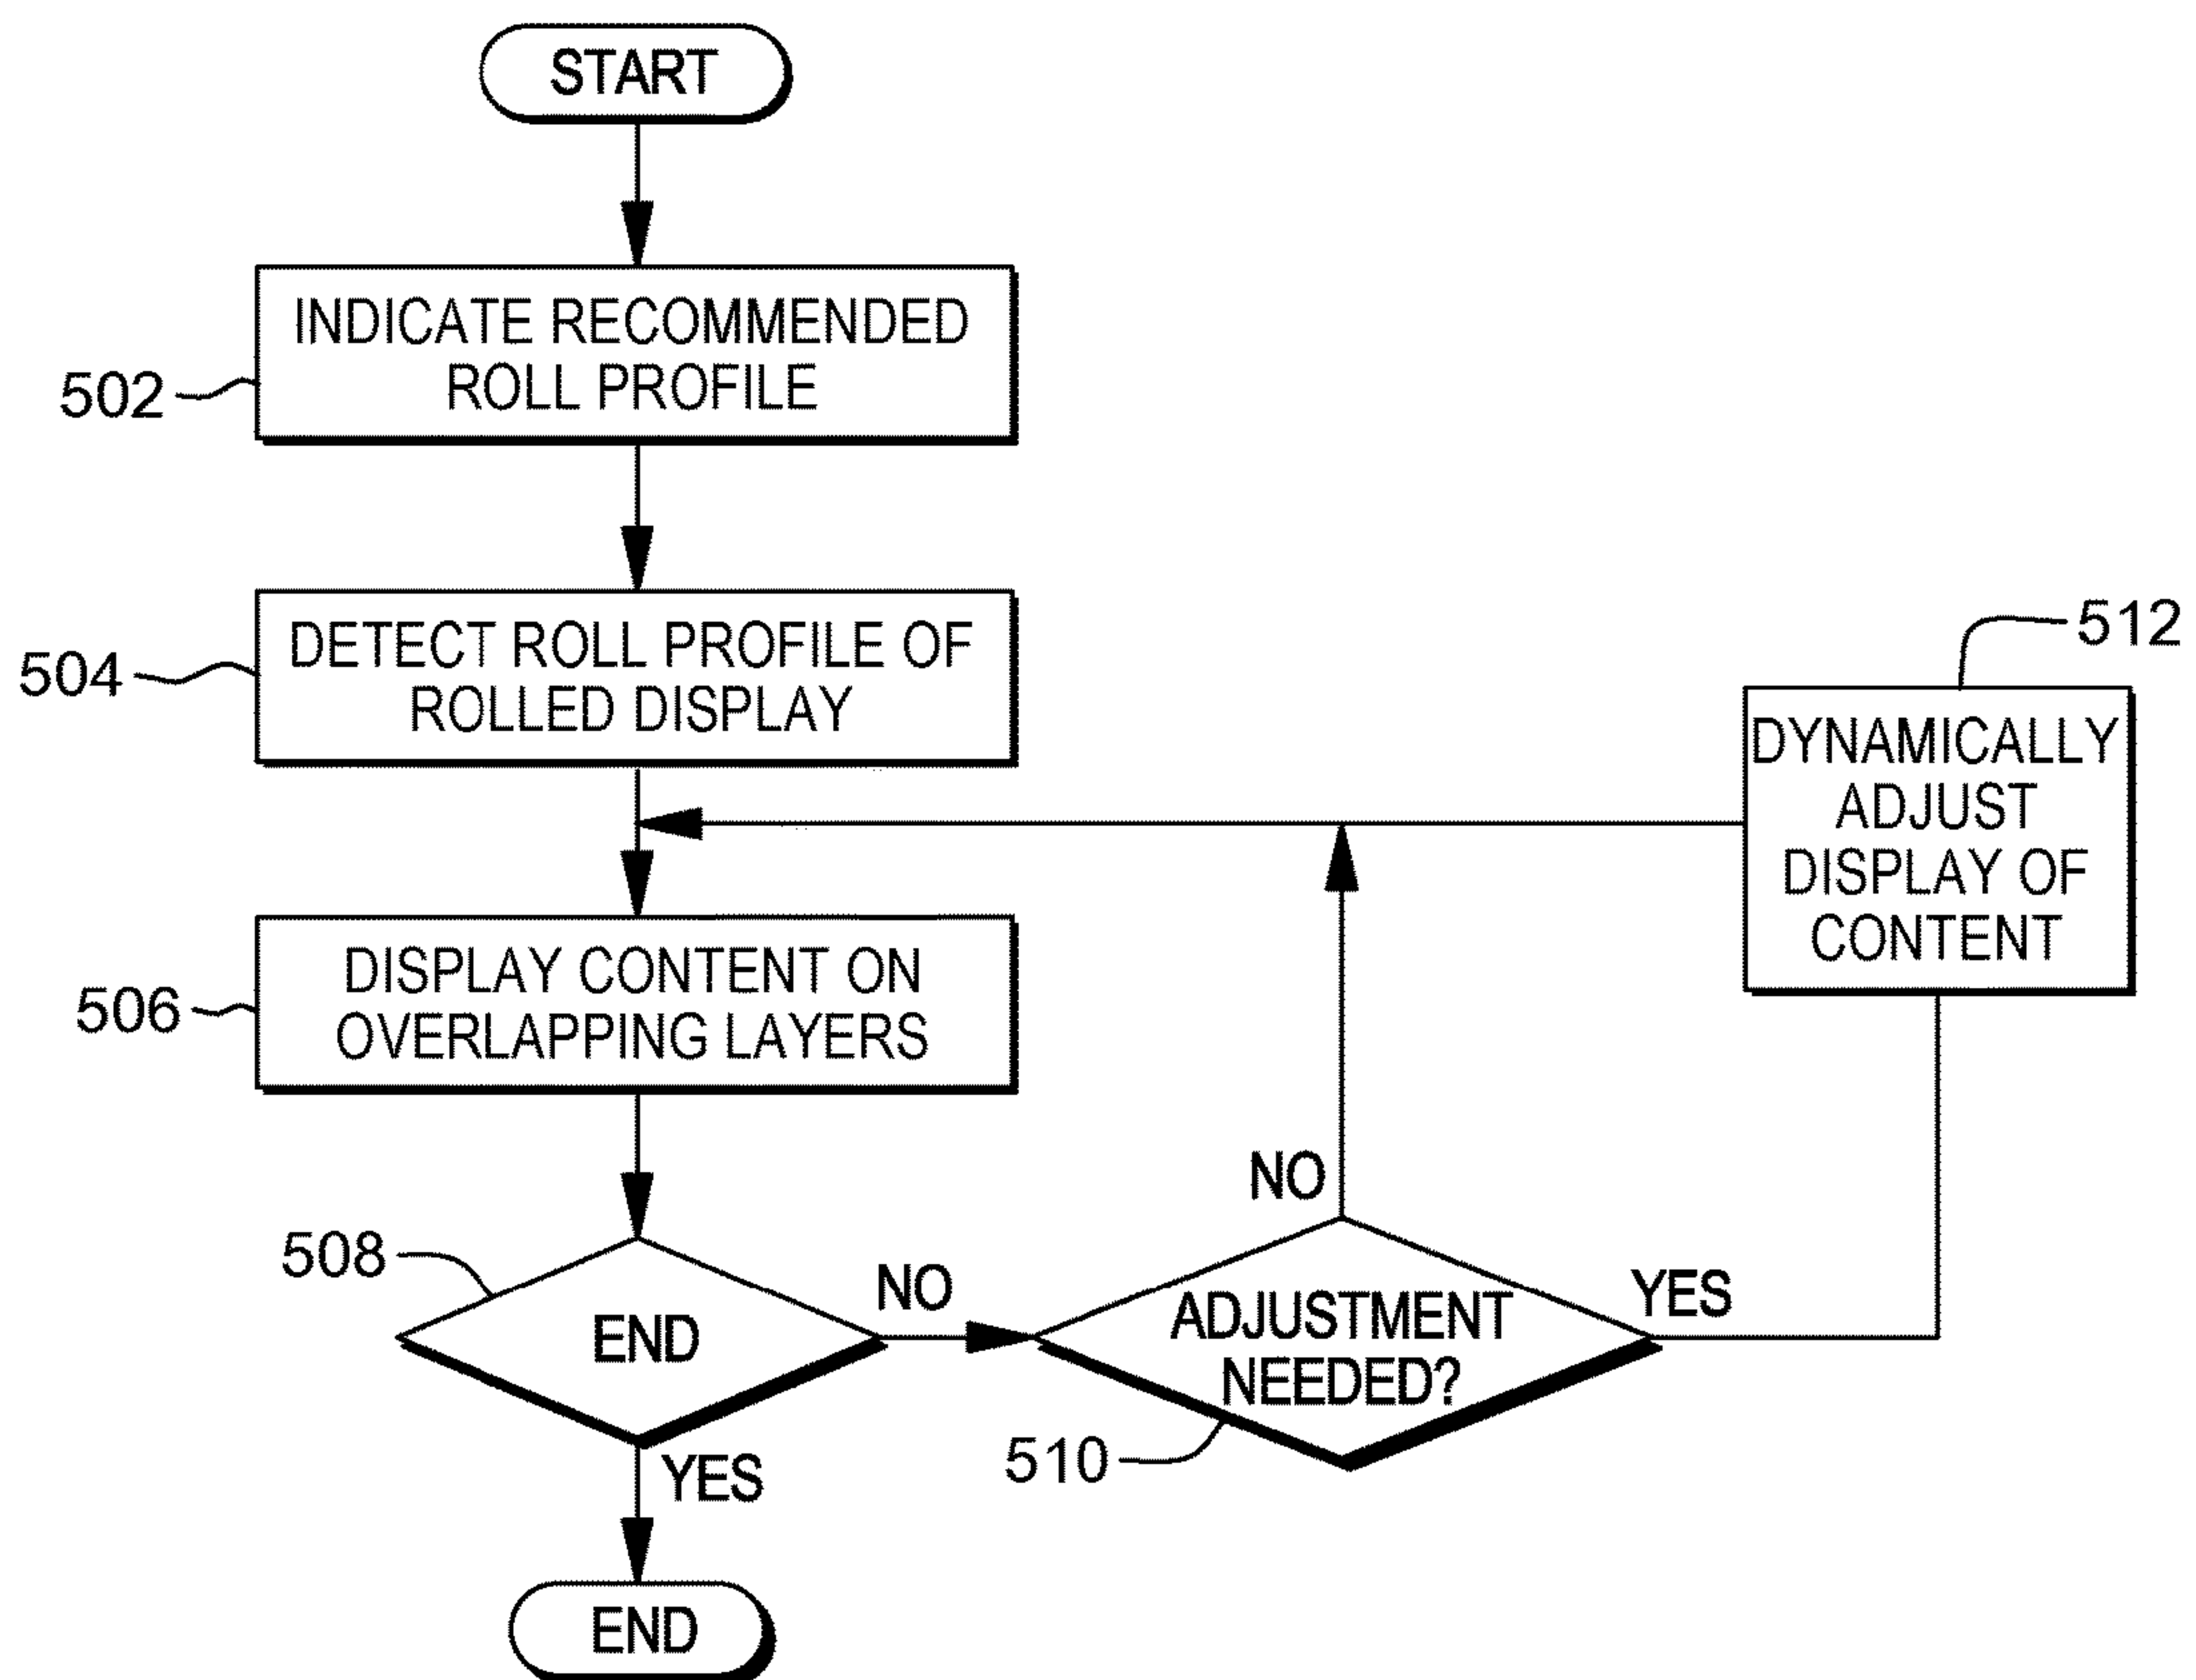 START
INDICATE RECOMMENDED
ROLL PROFILE
502
DETECT ROLL PROFILE OF
ROLLED DISPLAY
504
512
DYNAMICALLY
ADJUST
DISPLAY OF
CONTENT
DISPLAY CONTENT ON
OVERLAPPING LAYERS
506
508
END
NO
NO
ADJUSTMENT
NEEDED?
YES
510
YES
END